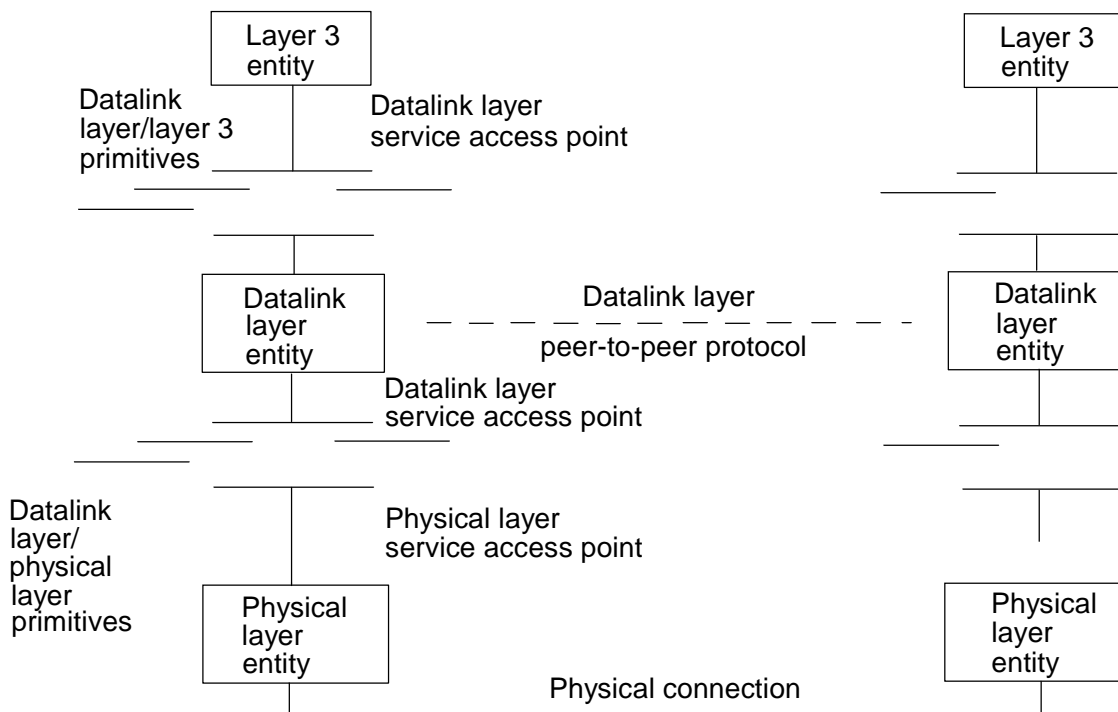 Layer 3
entity
Layer 3
entity
Datalink
layer/layer 3
primitives
Datalink layer
service access point
Datalink
layer
entity
Datalink layer
peer-to-peer protocol
Datalink
layer
entity
Datalink layer
service access point
Datalink
layer/
physical
layer
primitives
Physical layer
service access point
Physical
layer
entity
Physical connection
Physical
layer
entity